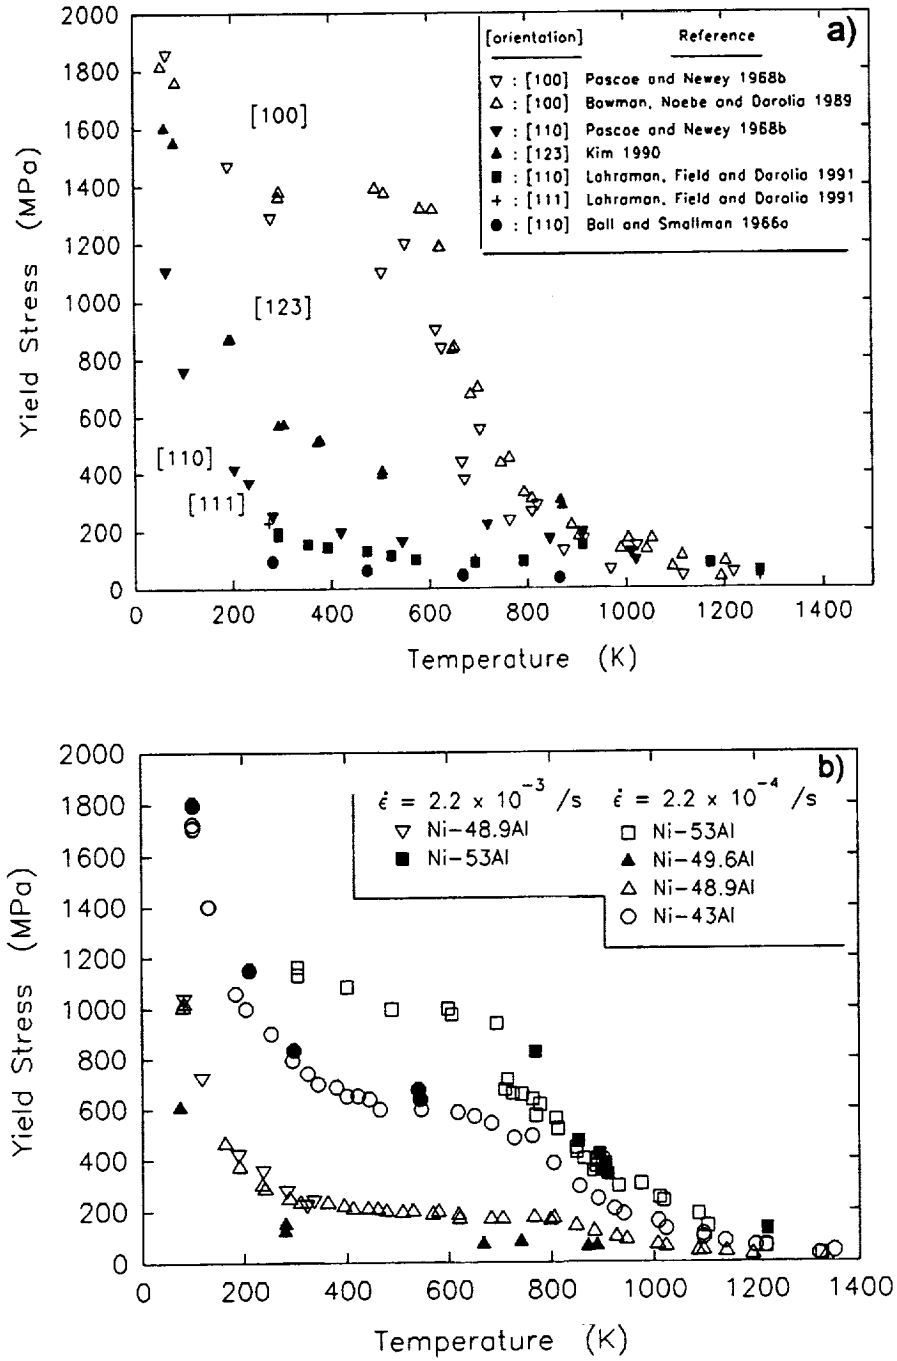 a)
[orientation] Reference
▽ : [100] Pascoe and Newey 1968b
△ : [100] Bowman, Noebe and Darolia 1989
▼ : [110] Pascoe and Newey 1968b
▲ : [123] Kim 1990
■ : [110] Lahraman, Field and Darolia 1991
+ : [111] Lahraman, Field and Darolia 1991
● : [110] Ball and Smallman 1966a
2000
1800
1600
1400
1200
1000
800
600
400
200
0
Yield Stress (MPa)
[100]
[123]
[110]
[111]
0 200 400 600 800 1000 1200 1400
Temperature (K)
b)
ε̇ = 2.2 × 10⁻³ /s
▽ Ni-48.9Al
■ Ni-53Al
ε̇ = 2.2 × 10⁻⁴ /s
□ Ni-53Al
▲ Ni-49.6Al
△ Ni-48.9Al
○ Ni-43Al
2000
1800
1600
1400
1200
1000
800
600
400
200
0
Yield Stress (MPa)
0 200 400 600 800 1000 1200 1400
Temperature (K)